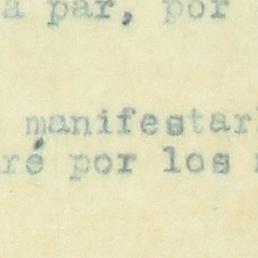 a par, por
manifestar
ré por los